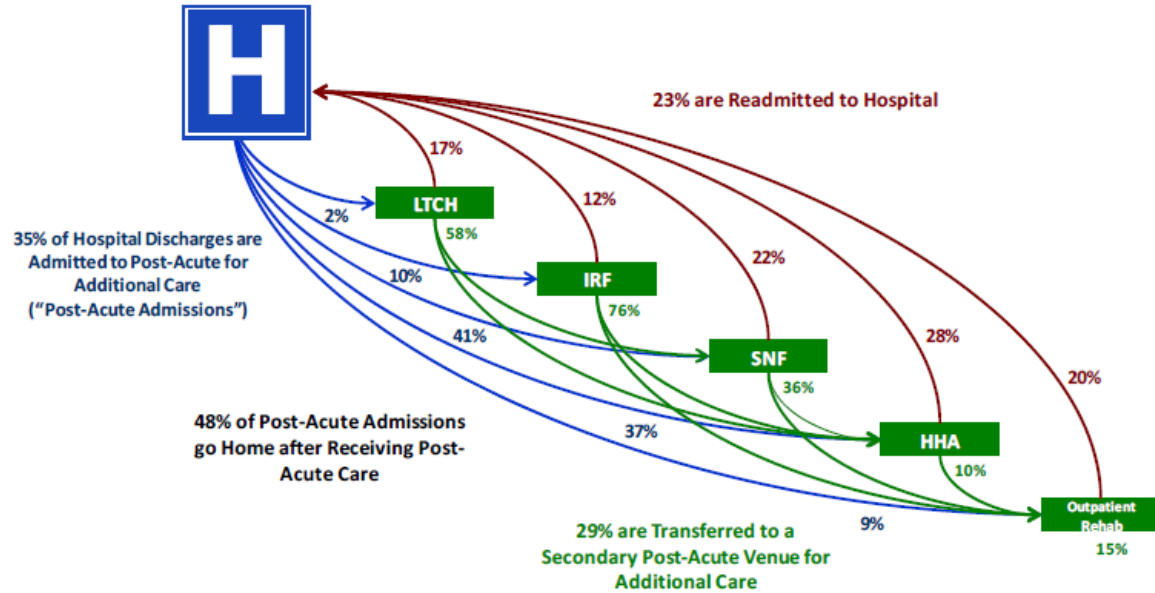 H
23% are Readmitted to Hospital
17%
LTCH
12%
2%
58%
35% of Hospital Discharges are
Admitted to Post-Acute for
Additional Care
(“Post-Acute Admissions”)
10%
IRF
22%
76%
41%
SNF
28%
36%
20%
48% of Post-Acute Admissions
go Home after Receiving Post-
Acute Care
37%
HHA
10%
Outpatient
Rehab
9%
15%
29% are Transferred to a
Secondary Post-Acute Venue for
Additional Care